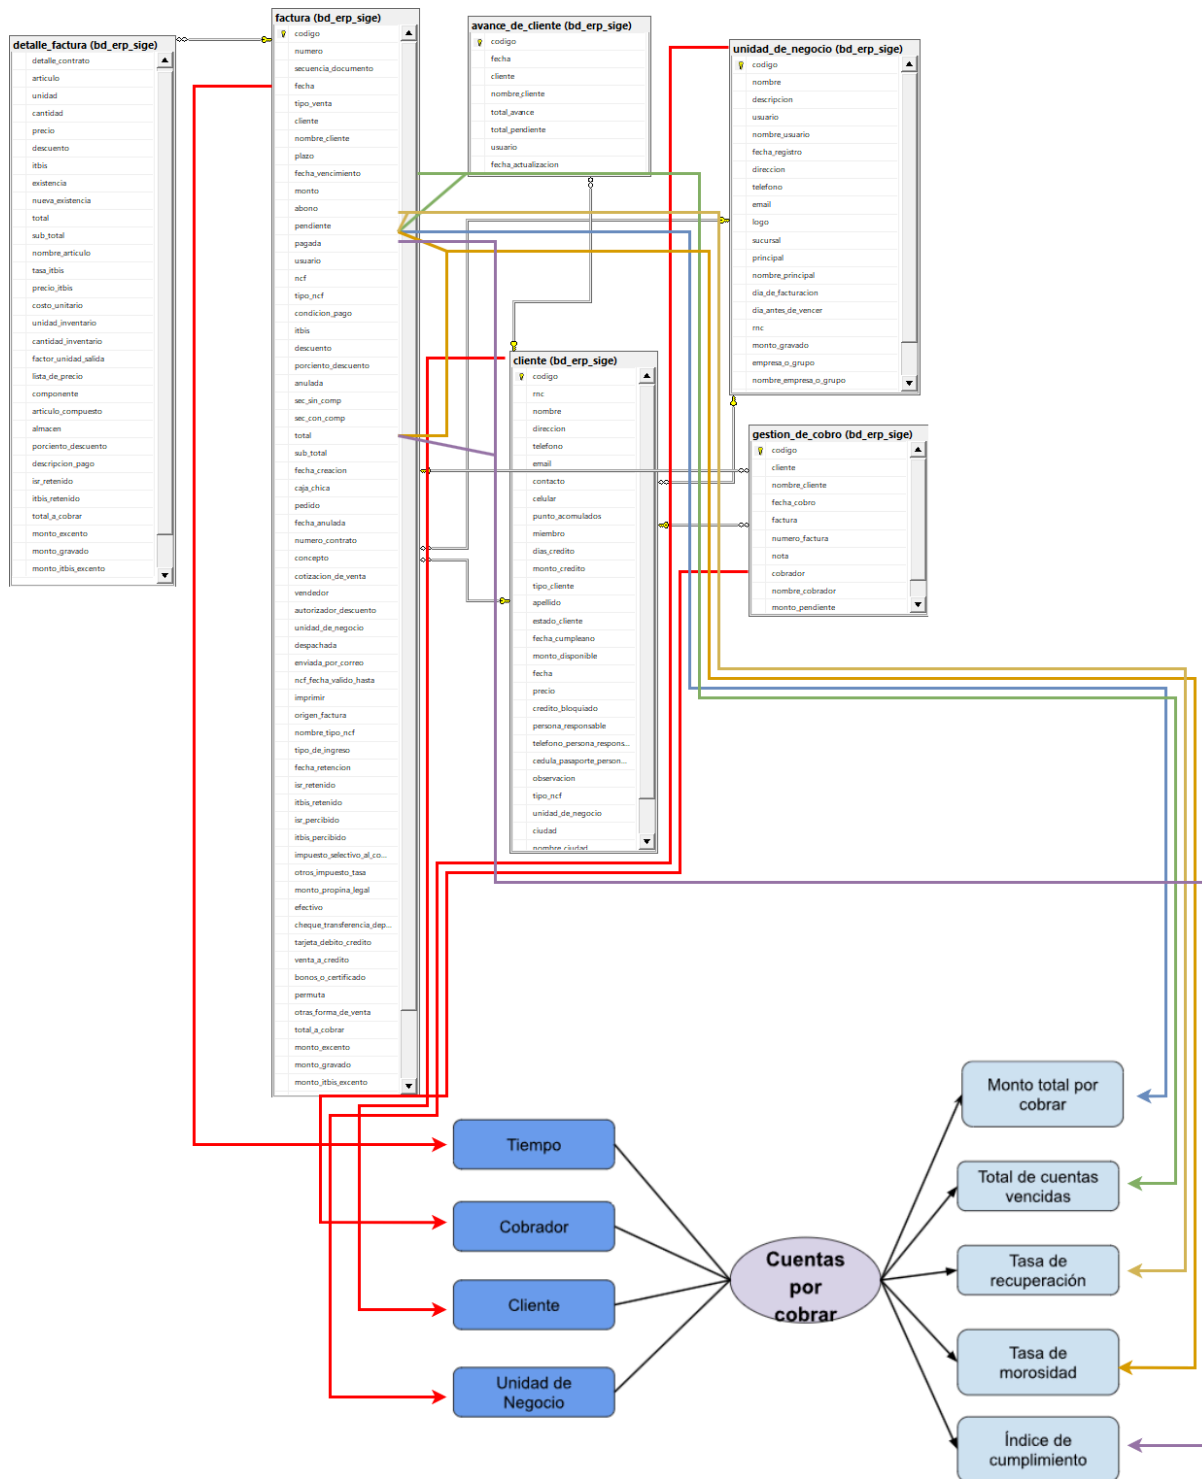 detalle_factura (bd_erp_sige)
detalle_contrato
articulo
unidad
cantidad
precio
descuento
itbis
existencia
nueva_existencia
total
sub_total
nombre_articulo
tasa_itbis
precio_itbis
costo_unitario
unidad_inventario
cantidad_inventario
factor_unidad_salida
lista_de_precio
componente
articulo_compuesto
almacen
porciento_descuento
descripcion_pago
isr_retenido
itbis_retenido
total_a_cobrar
monto_excento
monto_gravado
monto_itbis_excento
factura (bd_erp_sige)
codigo
numero
secuencia_documento
fecha
tipo_venta
cliente
nombre_cliente
plazo
fecha_vencimiento
monto
abono
pendiente
pagada
usuario
ncf
tipo_ncf
condicion_pago
itbis
descuento
porciento_descuento
anulada
sec_sin_comp
sec_con_comp
total
sub_total
fecha_creacion
caja_chica
pedido
fecha_anulada
numero_contrato
concepto
cotizacion_de_venta
vendedor
autorizador_descuento
unidad_de_negocio
despachada
enviada_por_correo
ncf_fecha_valido_hasta
imprimir
origen_factura
nombre_tipo_ncf
tipo_de_ingreso
fecha_retencion
isr_retenido
itbis_retenido
isr_percibido
itbis_percibido
impuesto_selectivo_al_co...
otros_impuesto_tasa
monto_propina_legal
efectivo
cheque_transferencia_dep...
tarjeta_debito_credito
venta_a_credito
bonos_o_certificado
permuta
otras_forma_de_venta
total_a_cobrar
monto_excento
monto_gravado
monto_itbis_excento
avance_de_cliente (bd_erp_sige)
codigo
fecha
cliente
nombre_cliente
total_avance
total_pendiente
usuario
fecha_actualizacion
cliente (bd_erp_sige)
codigo
rnc
nombre
direccion
telefono
email
contacto
celular
punto_acomulados
miembro
dias_credito
monto_credito
tipo_cliente
apellido
estado_cliente
fecha_cumpleano
monto_disponible
fecha
precio
credito_bloquiado
persona_responsable
telefono_persona_respons...
cedula_pasaporte_person...
observacion
tipo_ncf
unidad_de_negocio
ciudad
nombre_ciudad
unidad_de_negocio (bd_erp_sige)
codigo
nombre
descripcion
usuario
nombre_usuario
fecha_registro
direccion
telefono
email
logo
sucursal
principal
nombre_principal
dia_de_facturacion
dia_antes_de_vencer
rnc
monto_gravado
empresa_o_grupo
nombre_empresa_o_grupo
gestion_de_cobro (bd_erp_sige)
codigo
cliente
nombre_cliente
fecha_cobro
factura
numero_factura
nota
cobrador
nombre_cobrador
monto_pendiente
Tiempo
Cobrador
Cliente
Unidad de
Negocio
Cuentas
por
cobrar
Monto total por
cobrar
Total de cuentas
vencidas
Tasa de
recuperación
Tasa de
morosidad
Índice de
cumplimiento